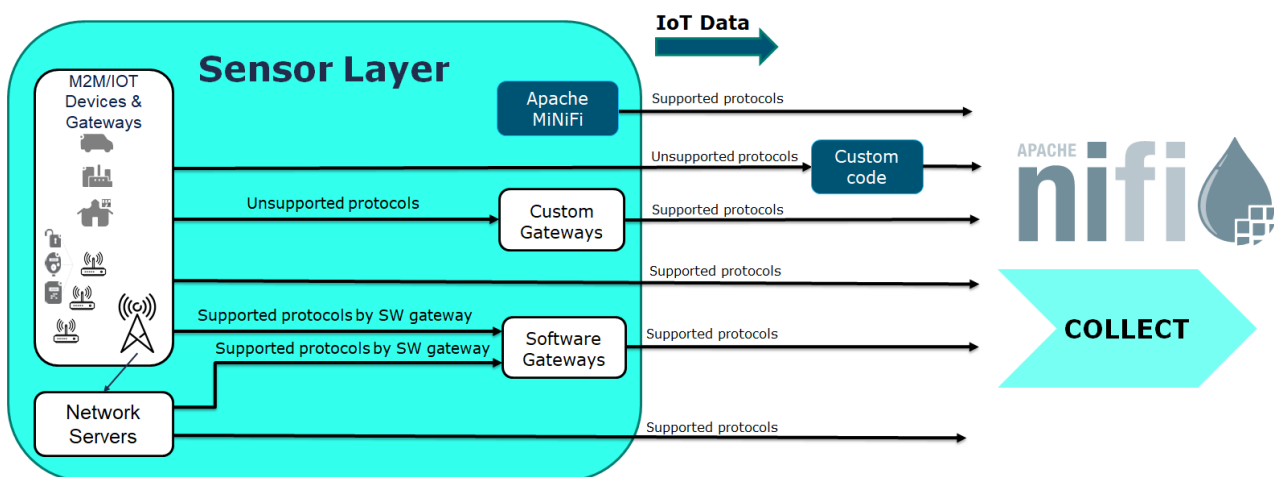 IoT Data
Sensor Layer
M2M/IOT
Devices &
Gateways
Apache
MiNiFi
Supported protocols
Unsupported protocols
Custom
code
APACHE
nifi
Unsupported protocols
Custom
Gateways
Supported protocols
Supported protocols
Supported protocols by SW gateway
Supported protocols by SW gateway
Software
Gateways
Supported protocols
COLLECT
Network
Servers
Supported protocols